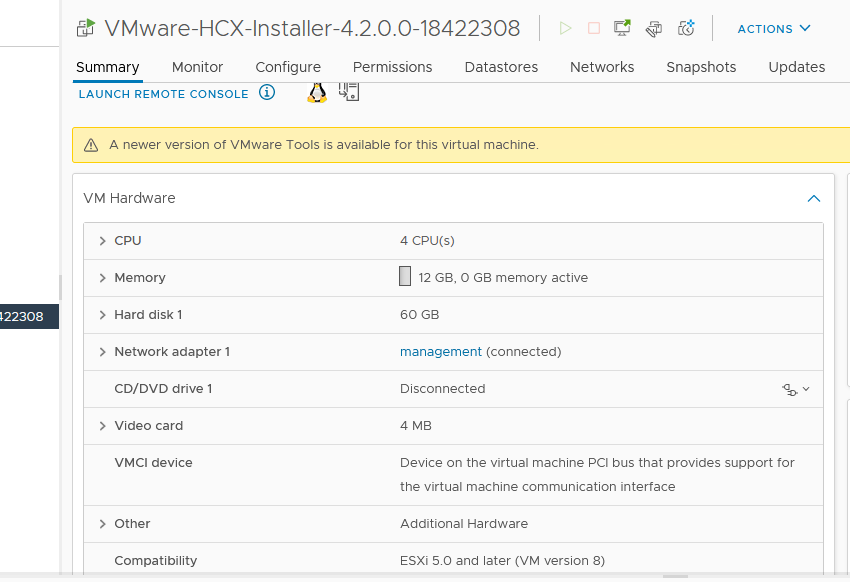 VMware-HCX-Installer-4.2.0.0-18422308
ACTIONS
Summary Monitor Configure Permissions Datastores Networks Snapshots Updates
LAUNCH REMOTE CONSOLE
A newer version of VMware Tools is available for this virtual machine.
VM Hardware
CPU 4 CPU(s)
Memory 12 GB, 0 GB memory active
Hard disk 1 60 GB
422308
Network adapter 1 management (connected)
CD/DVD drive 1 Disconnected
Video card 4 MB
VMCI device Device on the virtual machine PCI bus that provides support for
the virtual machine communication interface
Other Additional Hardware
Compatibility ESXi 5.0 and later (VM version 8)